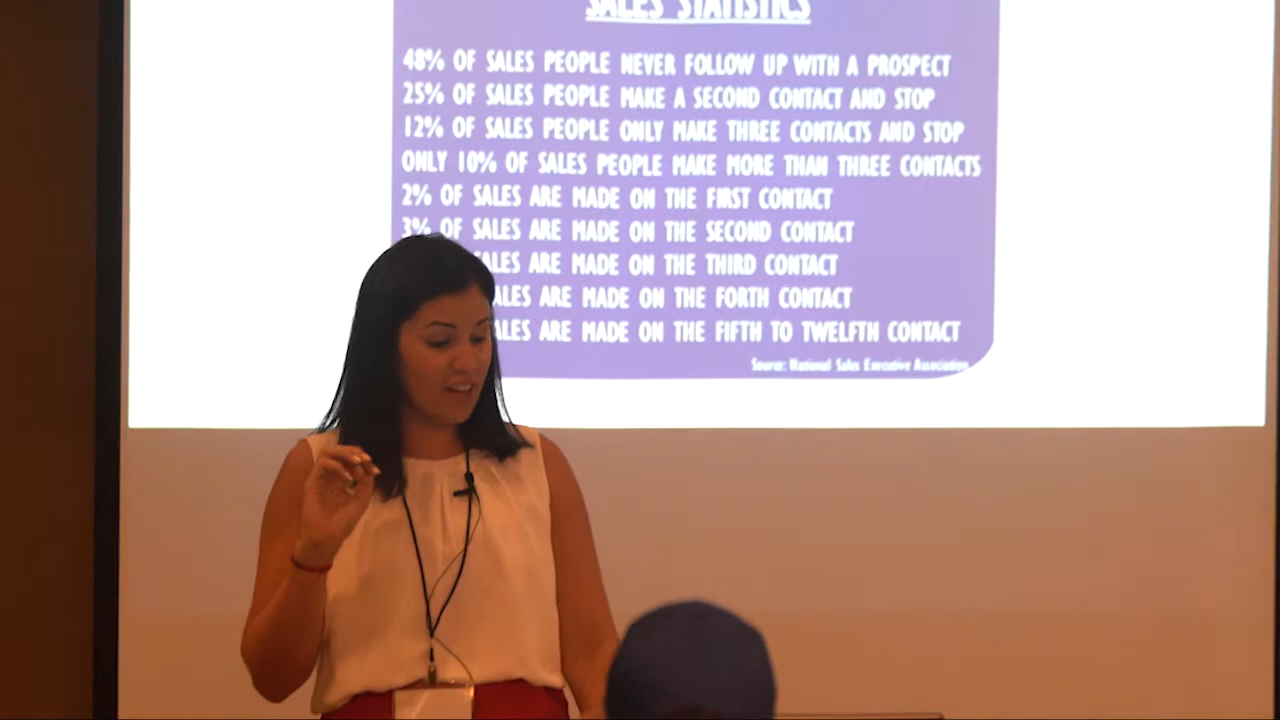 SALES STATISTICS
48% OF SALES PEOPLE NEVER FOLLOW UP WITH A PROSPECT
25% OF SALES PEOPLE MAKE A SECOND CONTACT AND STOP
12% OF SALES PEOPLE ONLY MAKE THREE CONTACTS AND STOP
ONLY 10% OF SALES PEOPLE MAKE MORE THAN THREE CONTACTS
2% OF SALES ARE MADE ON THE FIRST CONTACT
3% OF SALES ARE MADE ON THE SECOND CONTACT
ARE MADE ON THE THIRD CONTACT
ARE MADE ON THE FORTH CONTACT
ARE MADE ON THE FIFTH TO TWELFTH CONTACT
Source: National Sales Executive Association